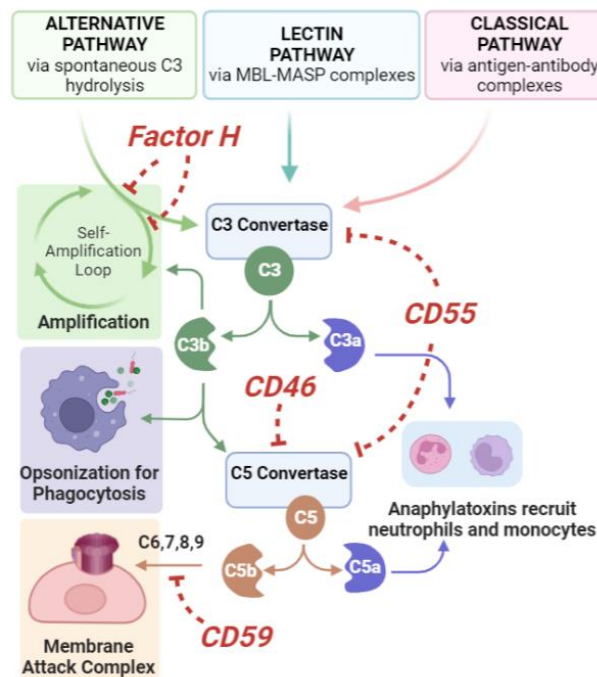 ALTERNATIVE
PATHWAY
via spontaneous C3
hydrolysis
LECTIN
PATHWAY
via MBL-MASP complexes
CLASSICAL
PATHWAY
via antigen-antibody
complexes
Factor H
Self-
Amplification
Loop
Amplification
C3 Convertase
C3
C3b
C3a
CD55
CD46
Opsonization for
Phagocytosis
C5 Convertase
C5
Anaphylatoxins recruit
neutrophils and monocytes
C6,7,8,9
C5b
C5a
CD59
Membrane
Attack Complex